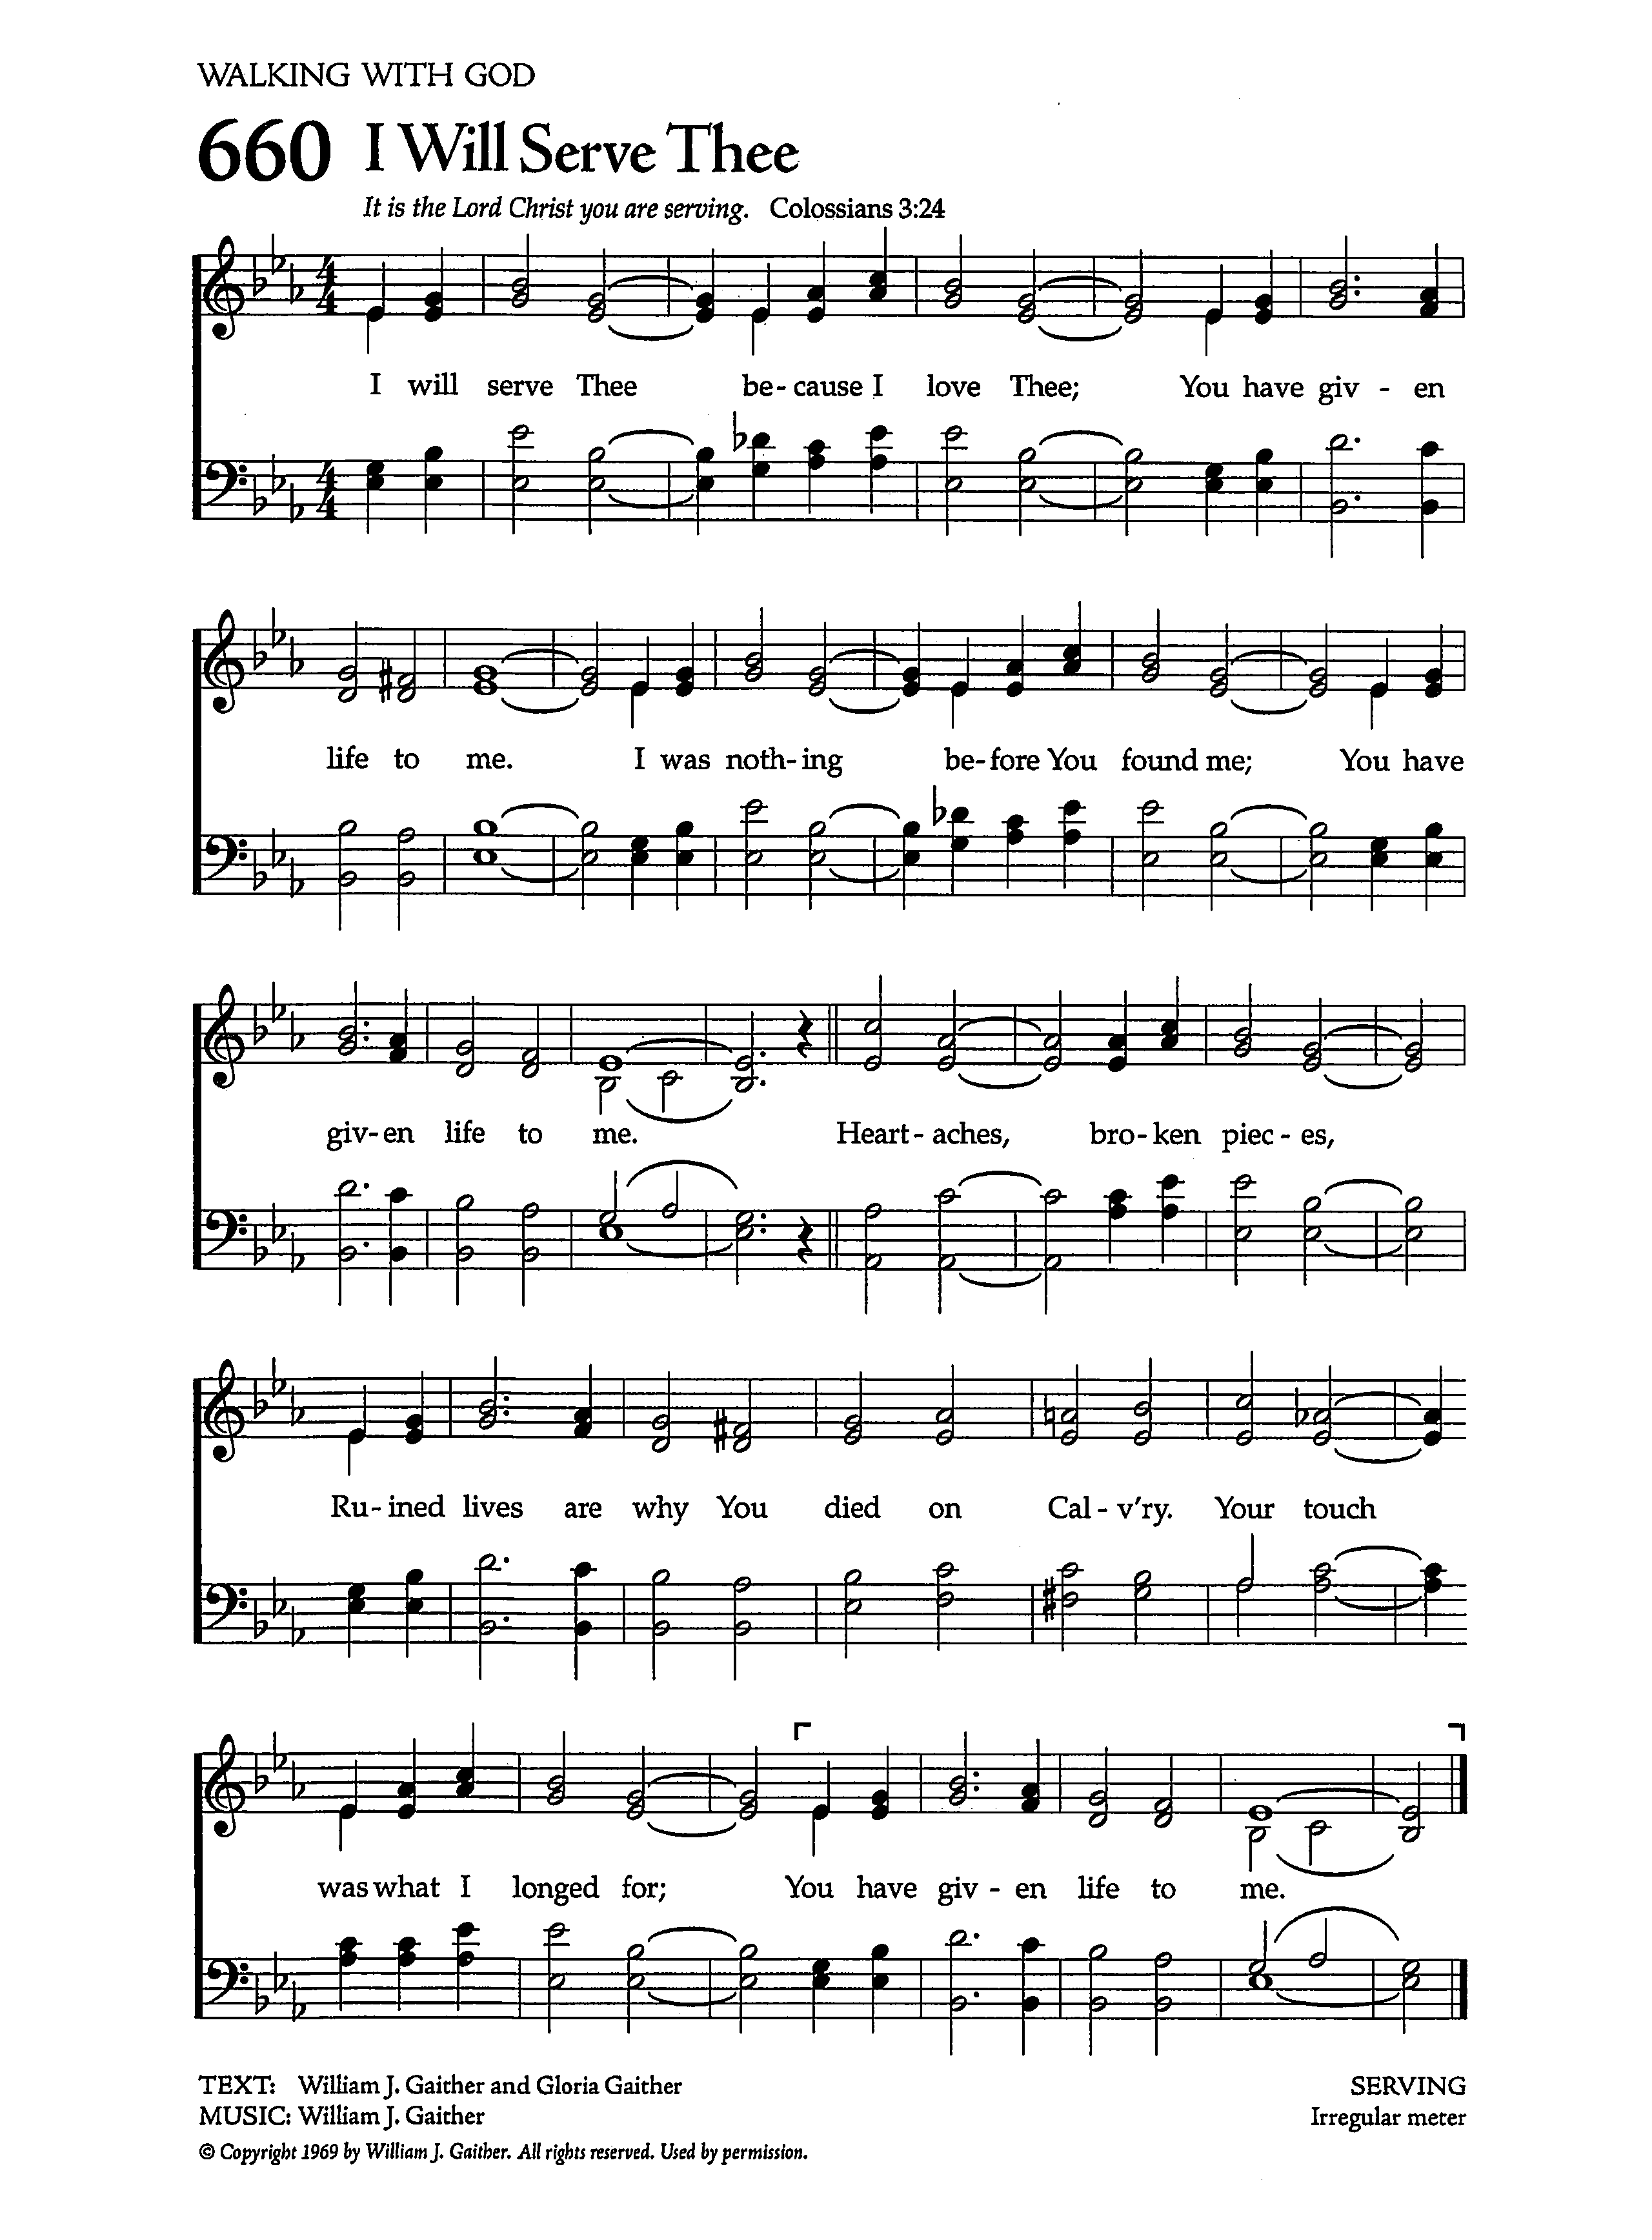 WALKING WITH GOD
660 I Will Serve Thee
It is the Lord Christ you are serving. Colossians 3:24
I will serve Thee be - cause I love Thee; You have giv - en
life to me. I was noth - ing be - fore You found me; You have
giv - en life to me. Heart - aches, bro - ken piec - es,
Ru - ined lives are why You died on Cal - v'ry. Your touch
was what I longed for; You have giv - en life to me.
TEXT: William J. Gaither and Gloria Gaither
MUSIC: William J. Gaither
© Copyright 1969 by William J. Gaither. All rights reserved. Used by permission.
SERVING
Irregular meter